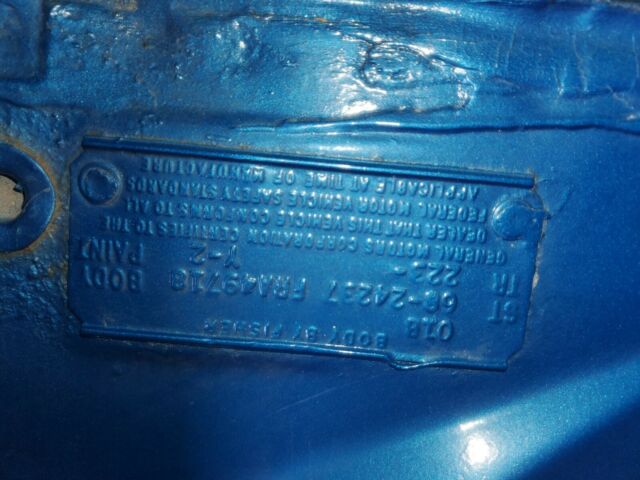 BODY BY FISHER
01B
ST 68-24237 FRA49718 BODY
TR 223- Y-2 PAINT
GENERAL MOTORS CORPORATION CERTIFIES TO THE
DEALER THAT THIS VEHICLE CONFORMS TO ALL
FEDERAL MOTOR VEHICLE SAFETY STANDARDS
APPLICABLE AT TIME OF MANUFACTURE